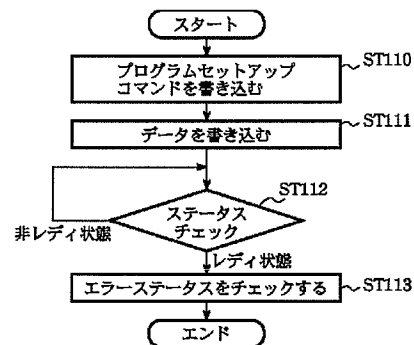 スタート
プログラムセットアップ
コマンドを書き込む
ST110
データを書き込む
ST111
ST112
ステータス
チェック
非レディ状態
レディ状態
エラーステータスをチェックする
ST113
エンド